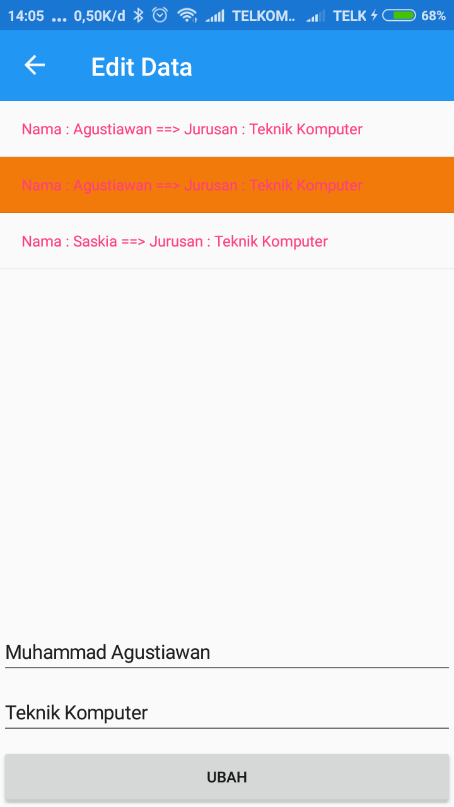 14:05 ... 0,50K/d TELKOM.. TELK 68%
Edit Data
Nama : Agustiawan ==> Jurusan : Teknik Komputer
Nama : Agustiawan ==> Jurusan : Teknik Komputer
Nama : Saskia ==> Jurusan : Teknik Komputer
Muhammad Agustiawan
Teknik Komputer
UBAH